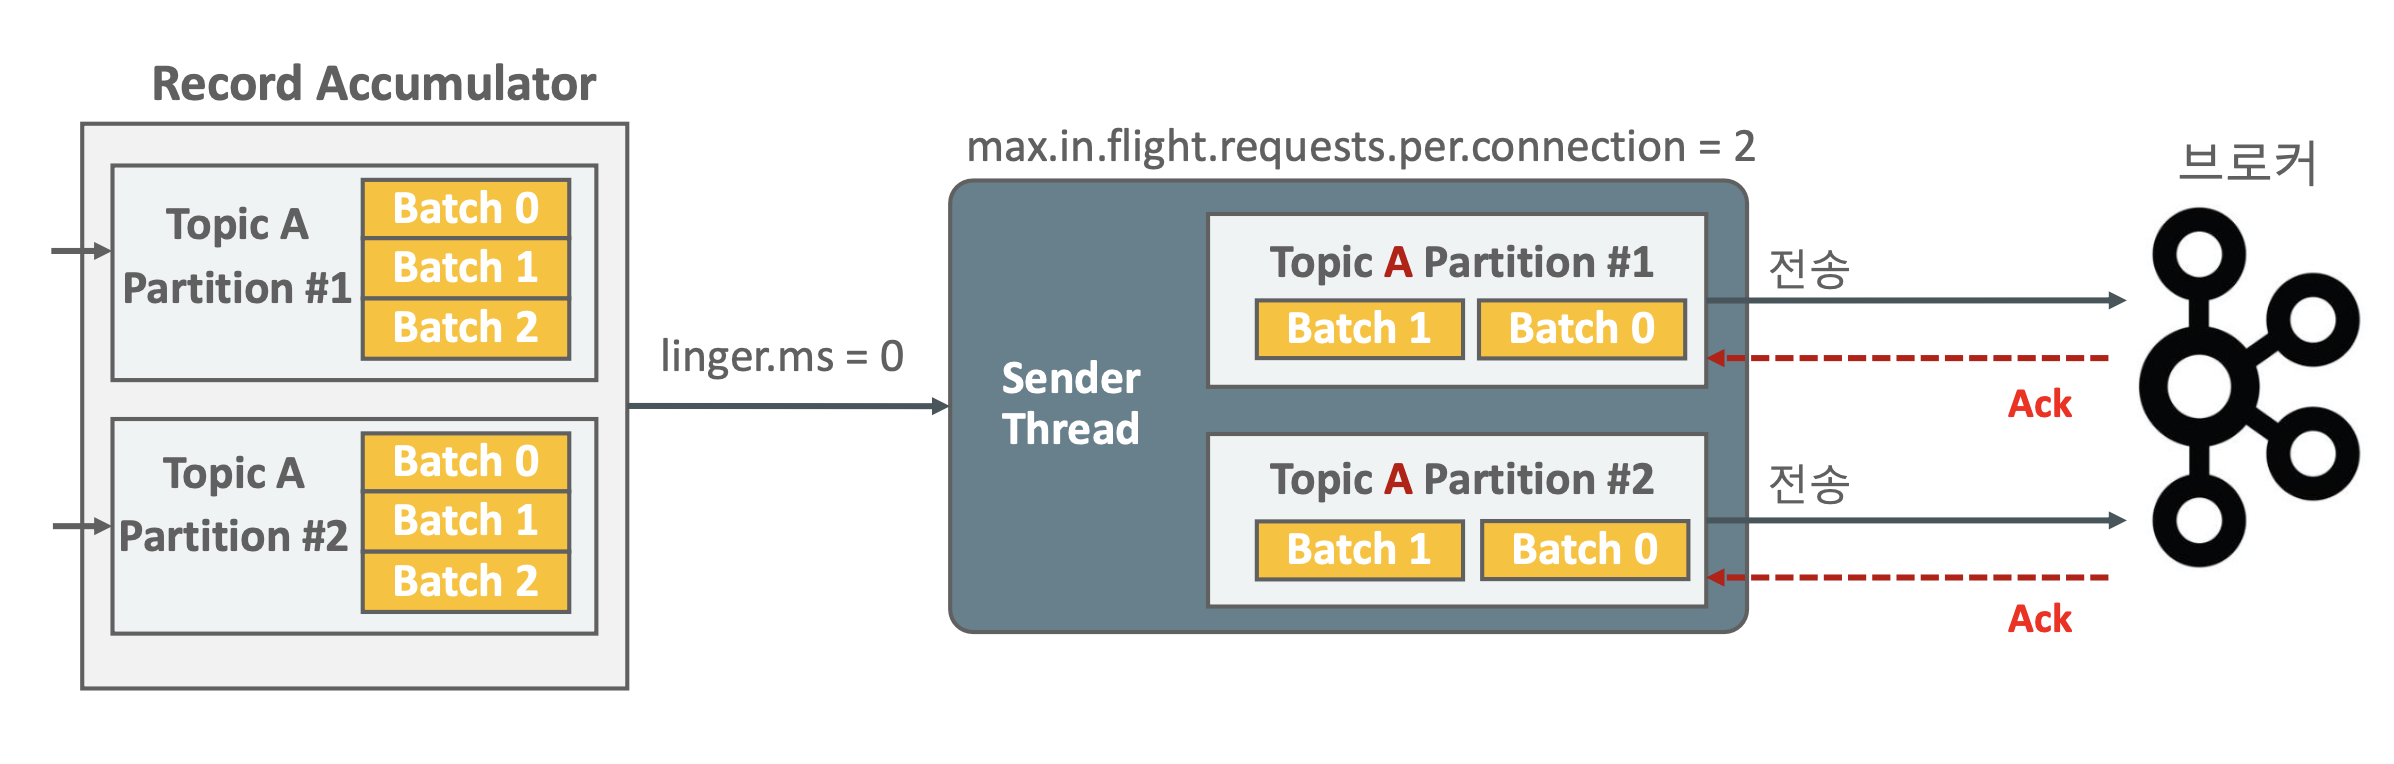 Record Accumulator
Topic A
Partition #1
Batch 0
Batch 1
Batch 2
Topic A
Partition #2
Batch 0
Batch 1
Batch 2
linger.ms = 0
max.in.flight.requests.per.connection = 2
Sender
Thread
Topic A Partition #1
Batch 1
Batch 0
Topic A Partition #2
Batch 1
Batch 0
전송
Ack
전송
Ack
브로커